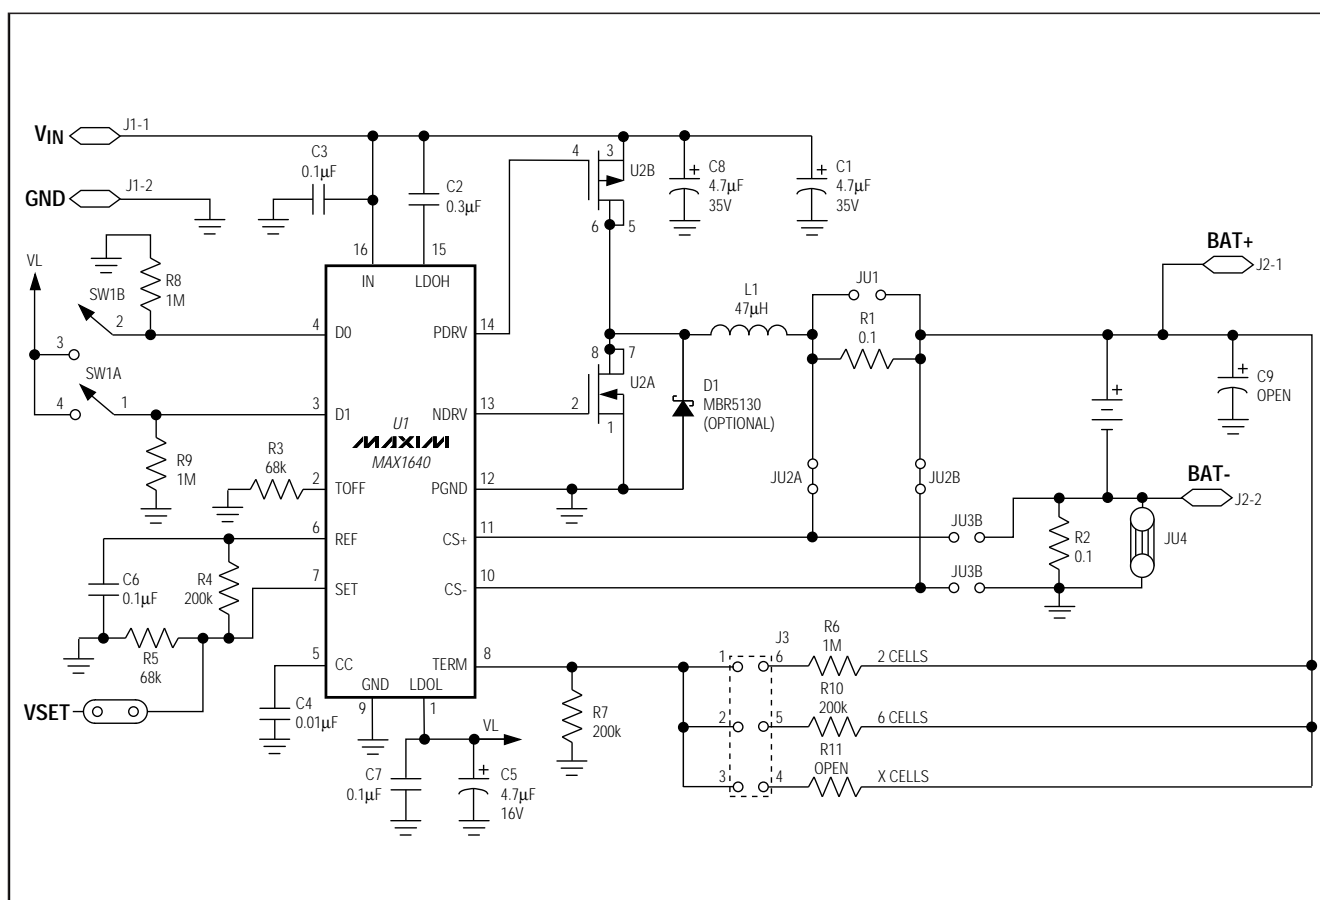 VIN
J1-1
GND
J1-2
C3
0.1µF
C2
0.3µF
4
3
U2B
6
5
C8
4.7µF
35V
+
C1
4.7µF
35V
+
16
15
IN
LDOH
VL
R8
1M
SW1B
2
3
SW1A
4
1
R9
1M
4
D0
3
D1
R3
68k
2
TOFF
6
REF
7
SET
5
CC
PDRV
14
NDRV
13
U1
MAXIM
MAX1640
PGND
12
CS+
11
CS-
10
TERM
8
GND
LDOL
9
1
8
7
U2A
2
1
D1
MBR5130
(OPTIONAL)
L1
47µH
JU1
R1
0.1
JU2A
JU2B
BAT+
J2-1
+
+
C9
OPEN
BAT-
J2-2
JU3B
JU3B
R2
0.1
JU4
C6
0.1µF
R4
200k
R5
68k
VSET
C4
0.01µF
VL
C7
0.1µF
+
C5
4.7µF
16V
R7
200k
J3
1
6
R6
1M
2 CELLS
2
5
R10
200k
6 CELLS
3
4
R11
OPEN
X CELLS